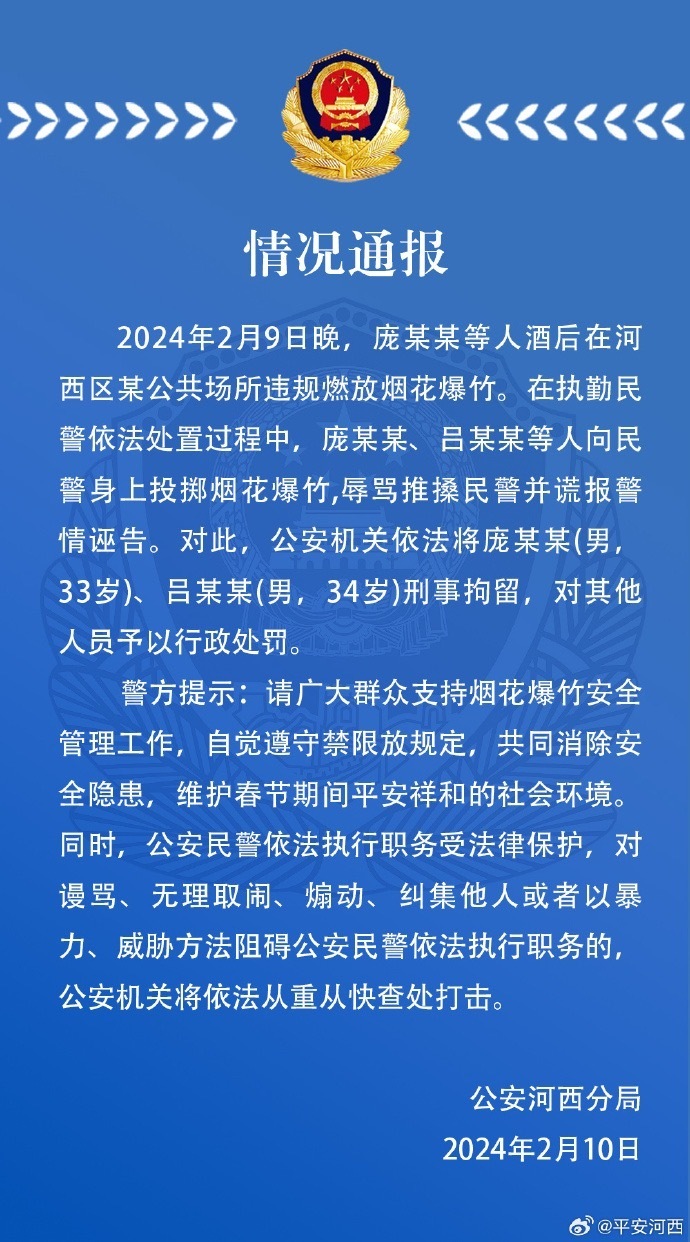 情况通报
2024年2月9日晚，庞某某等人酒后在河
西区某公共场所违规燃放烟花爆竹。在执勤民
警依法处置过程中，庞某某、吕某某等人向民
警身上投掷烟花爆竹,辱骂推搡民警并谎报警
情诬告。对此，公安机关依法将庞某某(男，
33岁)、吕某某(男，34岁)刑事拘留，对其他
人员予以行政处罚。
警方提示：请广大群众支持烟花爆竹安全
管理工作，自觉遵守禁限放规定，共同消除安
全隐患，维护春节期间平安祥和的社会环境。
同时，公安民警依法执行职务受法律保护，对
谩骂、无理取闹、煽动、纠集他人或者以暴
力、威胁方法阻碍公安民警依法执行职务的，
公安机关将依法从重从快查处打击。
公安河西分局
2024年2月10日
@平安河西